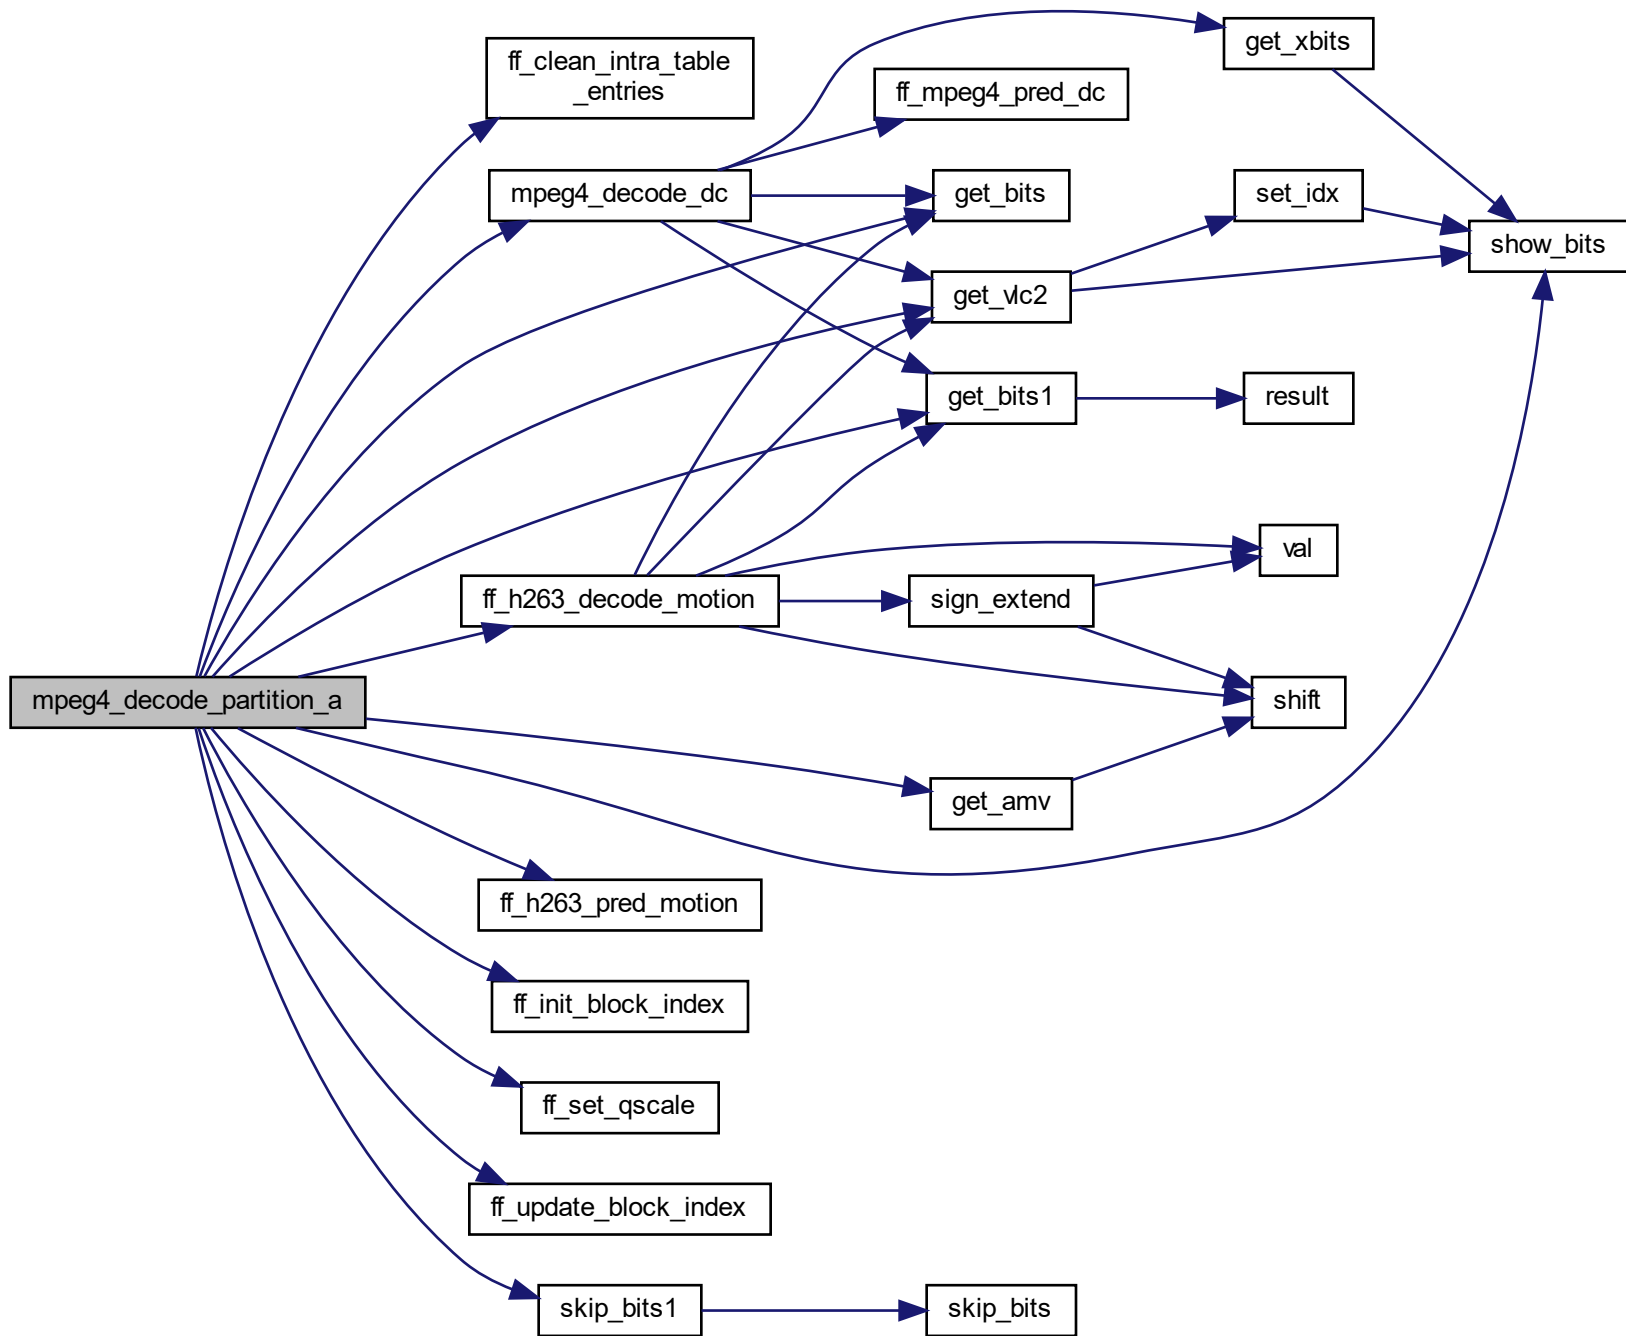 get_xbits
ff_clean_intra_table
_entries
ff_mpeg4_pred_dc
mpeg4_decode_dc
get_bits
set_idx
show_bits
get_vlc2
get_bits1
result
val
ff_h263_decode_motion
sign_extend
mpeg4_decode_partition_a
shift
get_amv
ff_h263_pred_motion
ff_init_block_index
ff_set_qscale
ff_update_block_index
skip_bits1
skip_bits